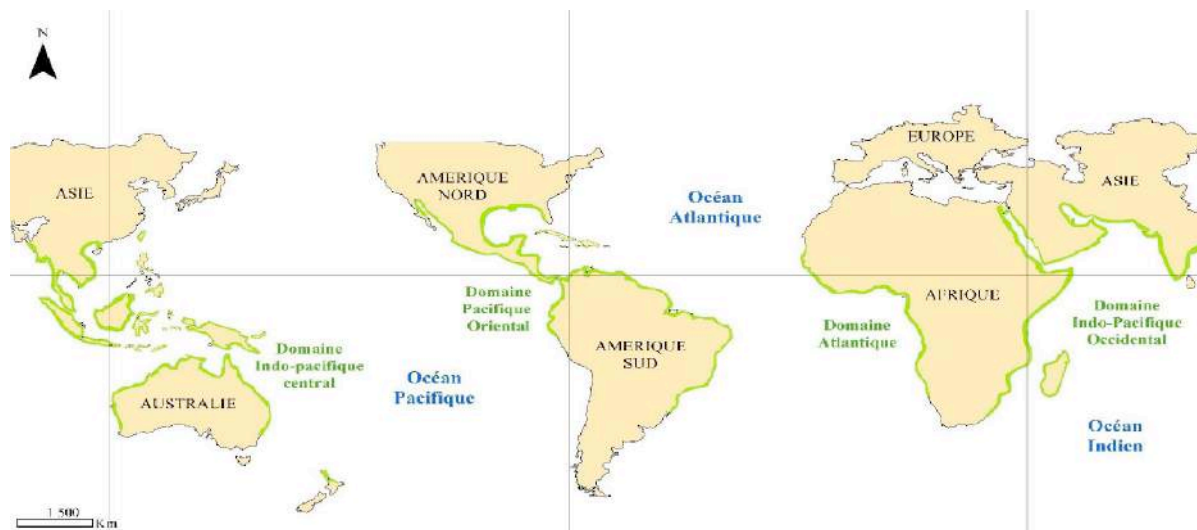 N
EUROPE
ASIE
AMERIQUE
NORD
ASIE
Océan
Atlantique
Domaine
Pacifique
Oriental
AFRIQUE
Domaine
Indo-Pacifique
Occidental
Domaine
Atlantique
AMERIQUE
SUD
Domaine
Indo-pacifique
central
Océan
Pacifique
AUSTRALIE
Océan
Indien
1 500
Km